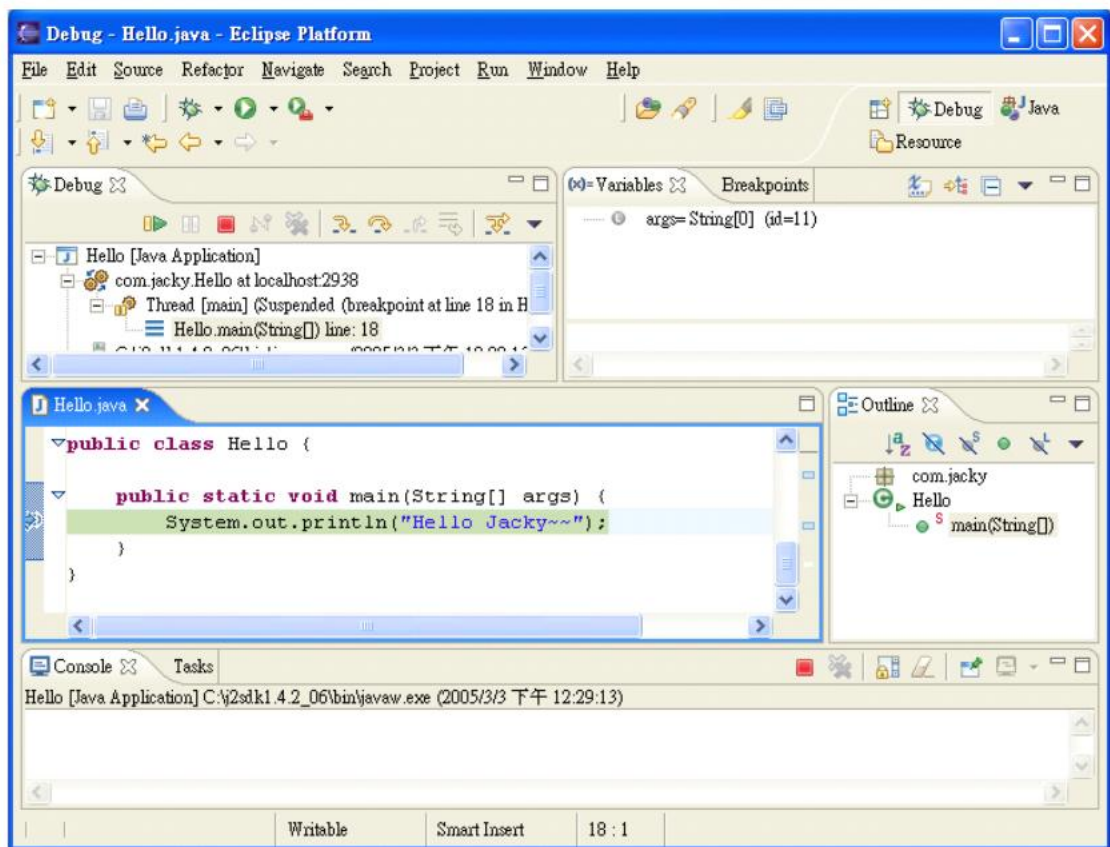 Debug - Hello.java - Eclipse Platform
File Edit Source Refactor Navigate Search Project Run Window Help
Debug Java
Resource
Debug
Variables Breakpoints
(x)=
args= String[0] (id=11)
Hello [Java Application]
com.jacky.Hello at localhost:2938
Thread [main] (Suspended (breakpoint at line 18 in H
Hello.main(String[]) line: 18
Hello.java
public class Hello {
public static void main(String[] args) {
System.out.println("Hello Jacky~~");
}
}
Outline
com.jacky
Hello
main(String[])
Console Tasks
Hello [Java Application] C:\j2sdk1.4.2_06\bin\javaw.exe (2005/3/3 下午 12:29:13)
Writable Smart Insert 18 : 1